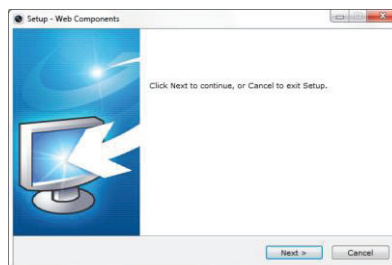 Setup - Web Components
Click Next to continue, or Cancel to exit Setup.
Next >
Cancel